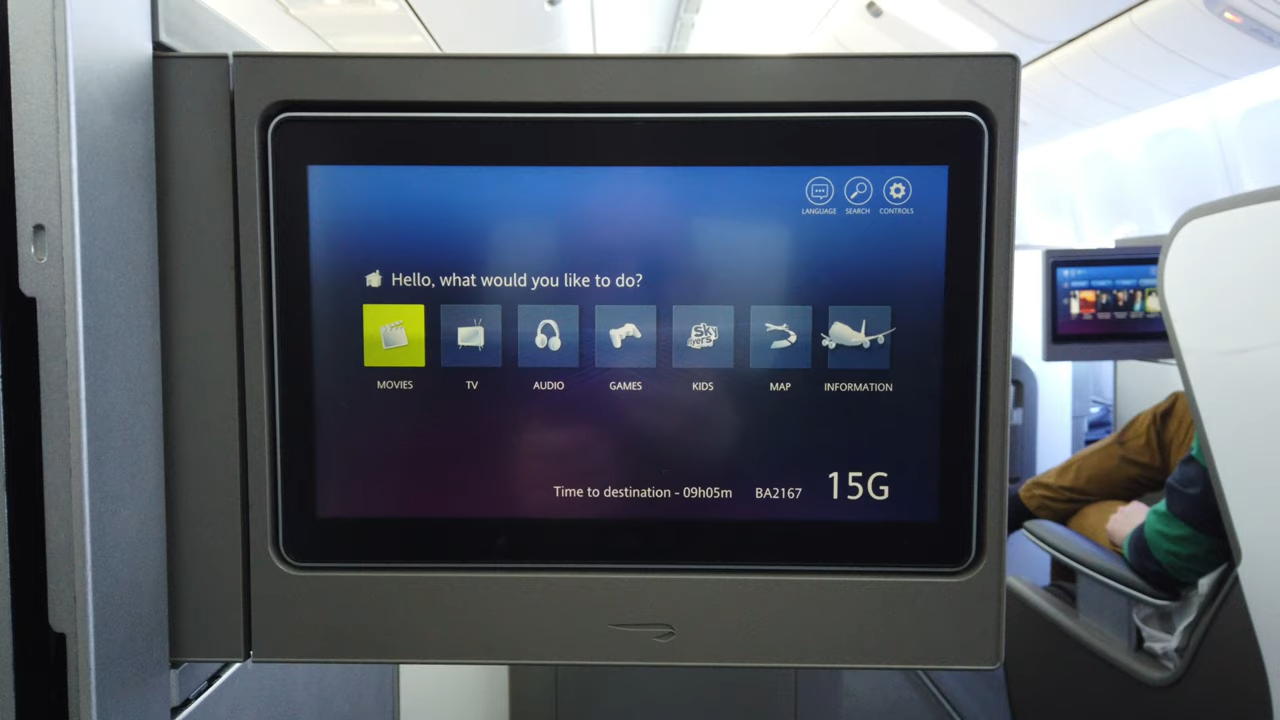 LANGUAGE SEARCH CONTROLS
Hello, what would you like to do?
Sky
MOVIES TV AUDIO GAMES KIDS MAP INFORMATION
Time to destination - 09h05m BA2167 15G